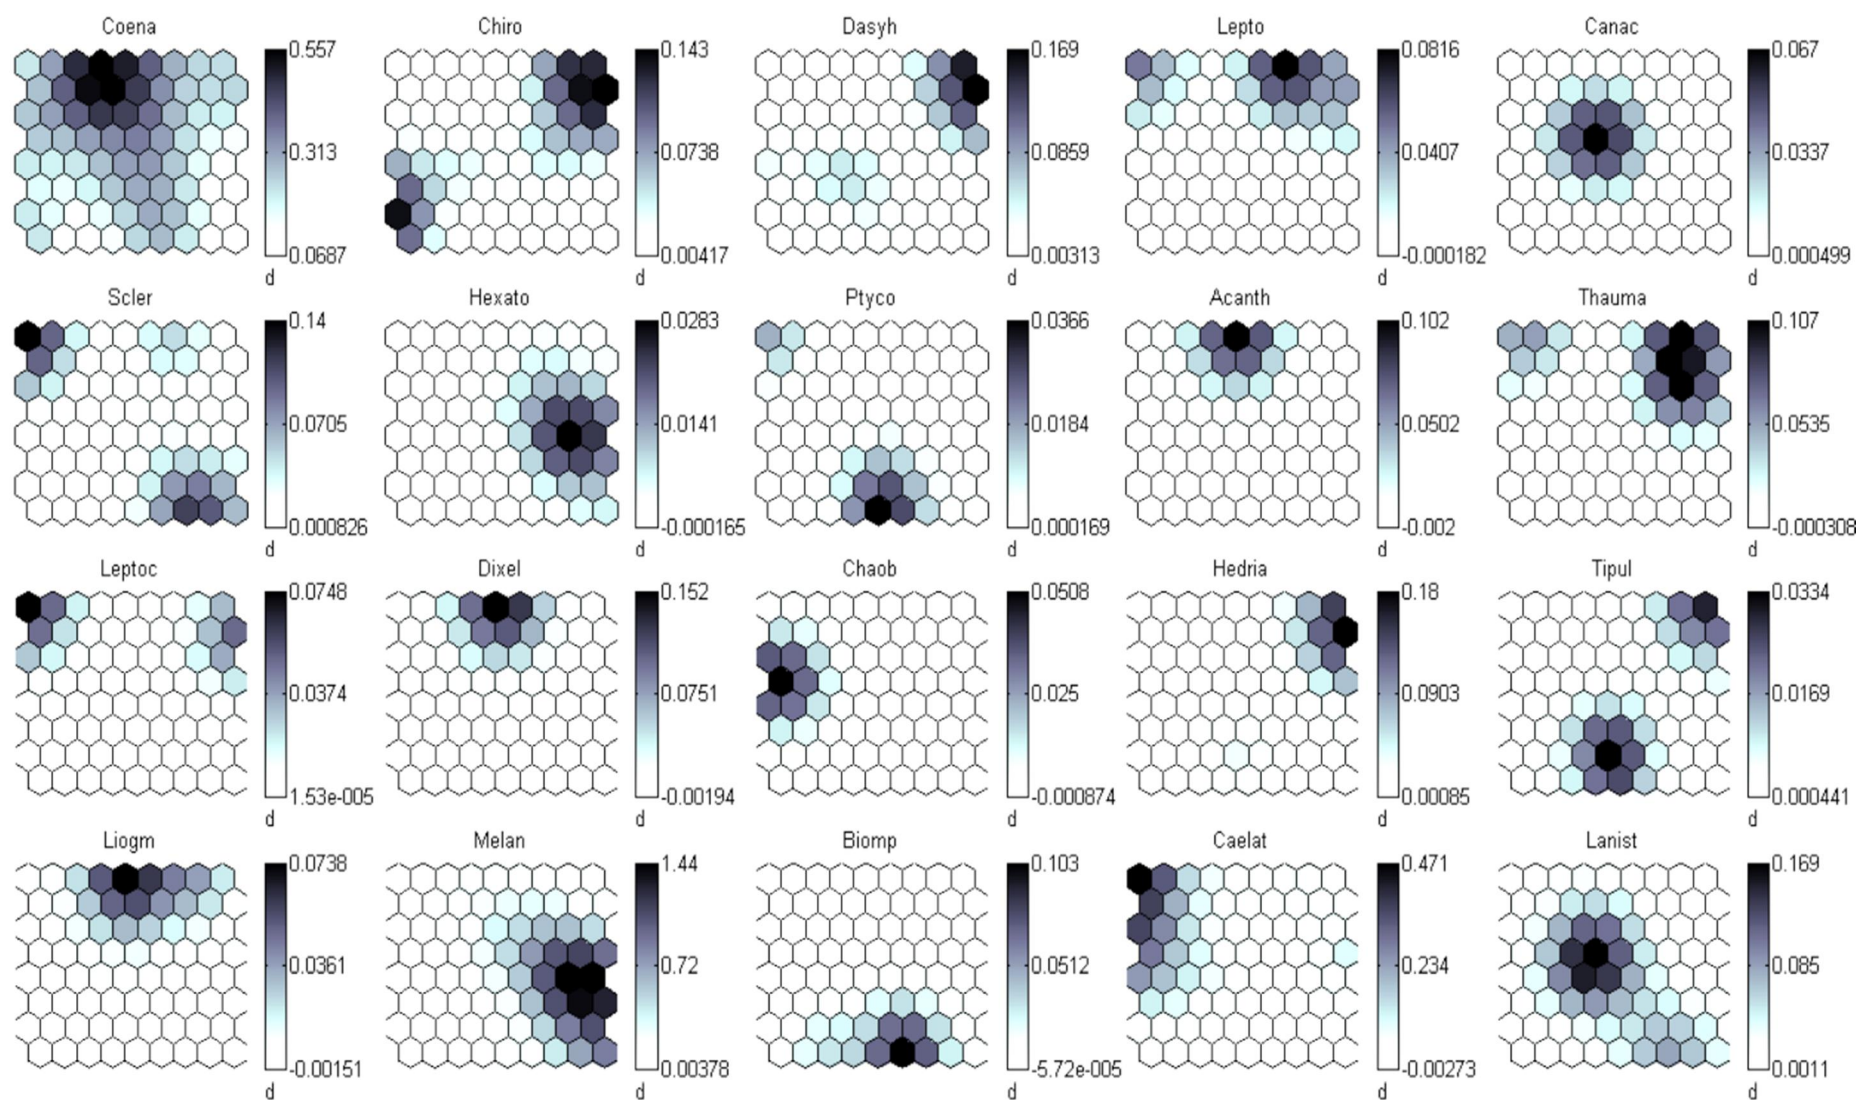 Coena
Chiro
Dasyh
Lepto
Canac
0.557
0.143
0.169
0.0816
0.067
0.313
0.0738
0.0859
0.0407
0.0337
0.0687
0.00417
0.00313
-0.000182
0.000499
d
d
d
d
d
Scler
Hexato
Ptyco
Acanth
Thauma
0.14
0.0283
0.0366
0.102
0.107
0.0705
0.0141
0.0184
0.0502
0.0535
0.000826
-0.000165
0.000169
-0.002
-0.000308
d
d
d
d
d
Leptoc
Dixel
Chaob
Hedria
Tipul
0.0748
0.152
0.0508
0.18
0.0334
0.0374
0.0751
0.025
0.0903
0.0169
1.53e-005
-0.00194
-0.000874
0.00085
0.000441
d
d
d
d
d
Liogm
Melan
Biomp
Caelat
Lanist
0.0738
1.44
0.103
0.471
0.169
0.0361
0.72
0.0512
0.234
0.085
-0.00151
0.00378
-5.72e-005
-0.00273
0.0011
d
d
d
d
d